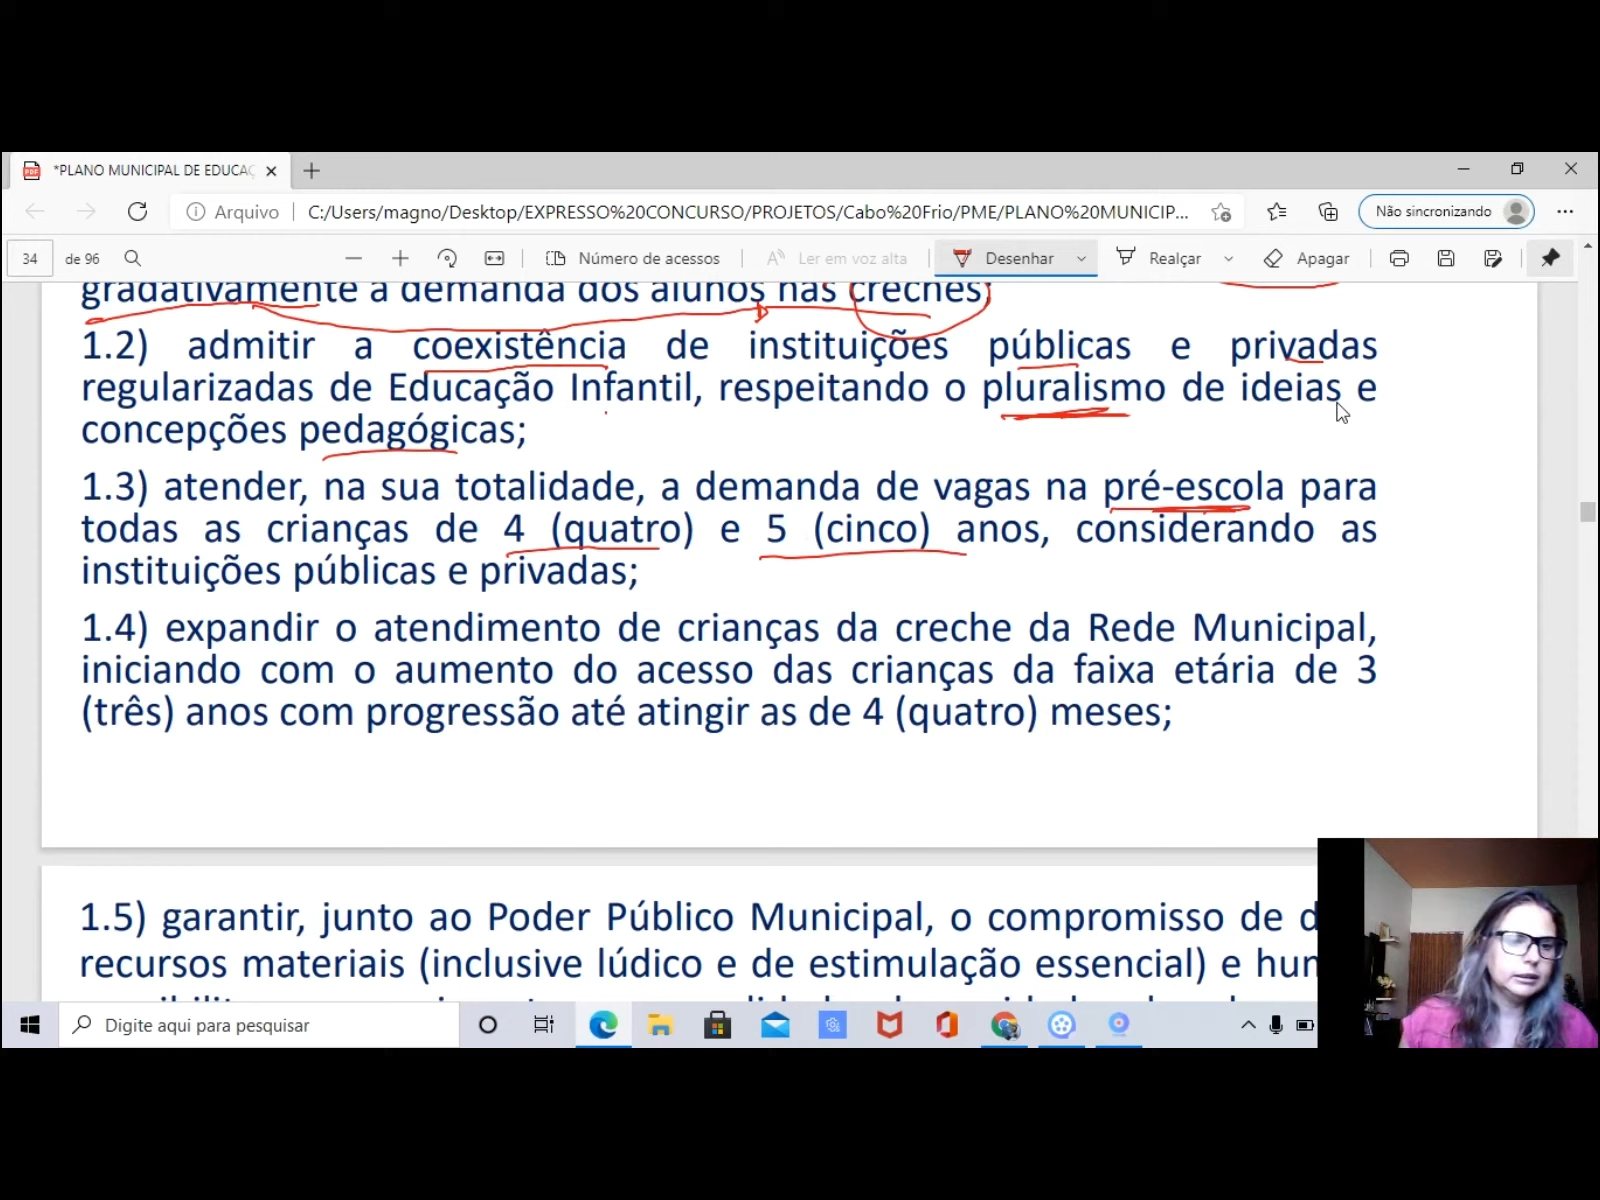 *PLANO MUNICIPAL DE EDUCAÇ
Arquivo
C:/Users/magno/Desktop/EXPRESSO%20CONCURSO/PROJETOS/Cabo%20Frio/PME/PLANO%20MUNICIP...
Não sincronizando
34 de 96
Número de acessos
Ler em voz alta
Desenhar
Realçar
Apagar
gradativamente a demanda dos alunos nas creches;
1.2) admitir a coexistência de instituições públicas e privadas
regularizadas de Educação Infantil, respeitando o pluralismo de ideias e
concepções pedagógicas;
1.3) atender, na sua totalidade, a demanda de vagas na pré-escola para
todas as crianças de 4 (quatro) e 5 (cinco) anos, considerando as
instituições públicas e privadas;
1.4) expandir o atendimento de crianças da creche da Rede Municipal,
iniciando com o aumento do acesso das crianças da faixa etária de 3
(três) anos com progressão até atingir as de 4 (quatro) meses;
1.5) garantir, junto ao Poder Público Municipal, o compromisso de d
recursos materiais (inclusive lúdico e de estimulação essencial) e hum
Digite aqui para pesquisar